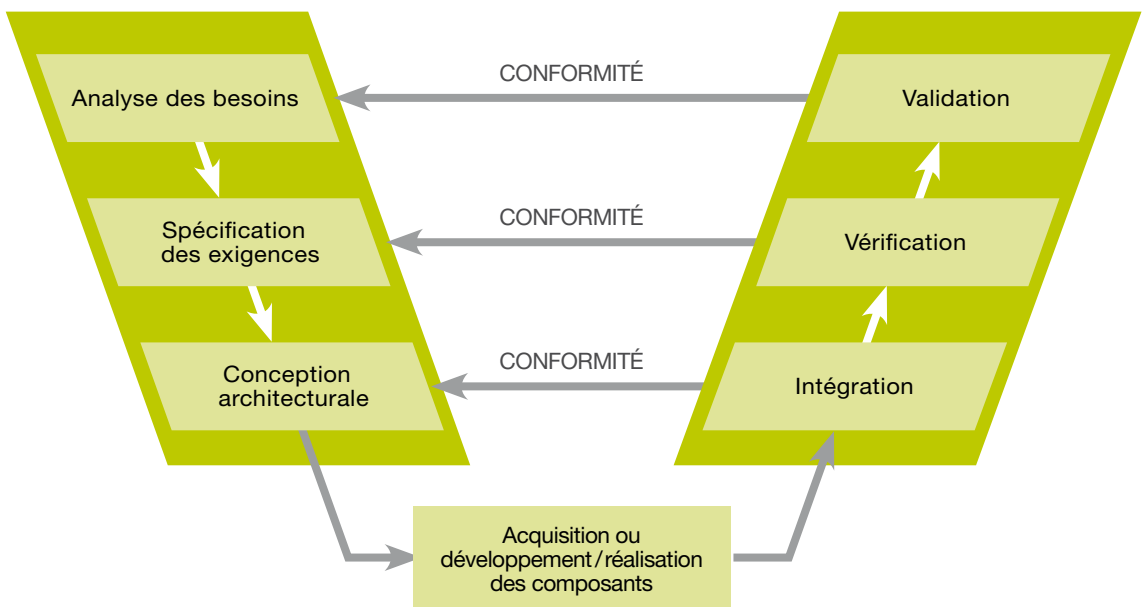 CONFORMITÉ
Analyse des besoins
Validation
CONFORMITÉ
Spécification
des exigences
Vérification
CONFORMITÉ
Conception
architecturale
Intégration
Acquisition ou
développement/réalisation
des composants